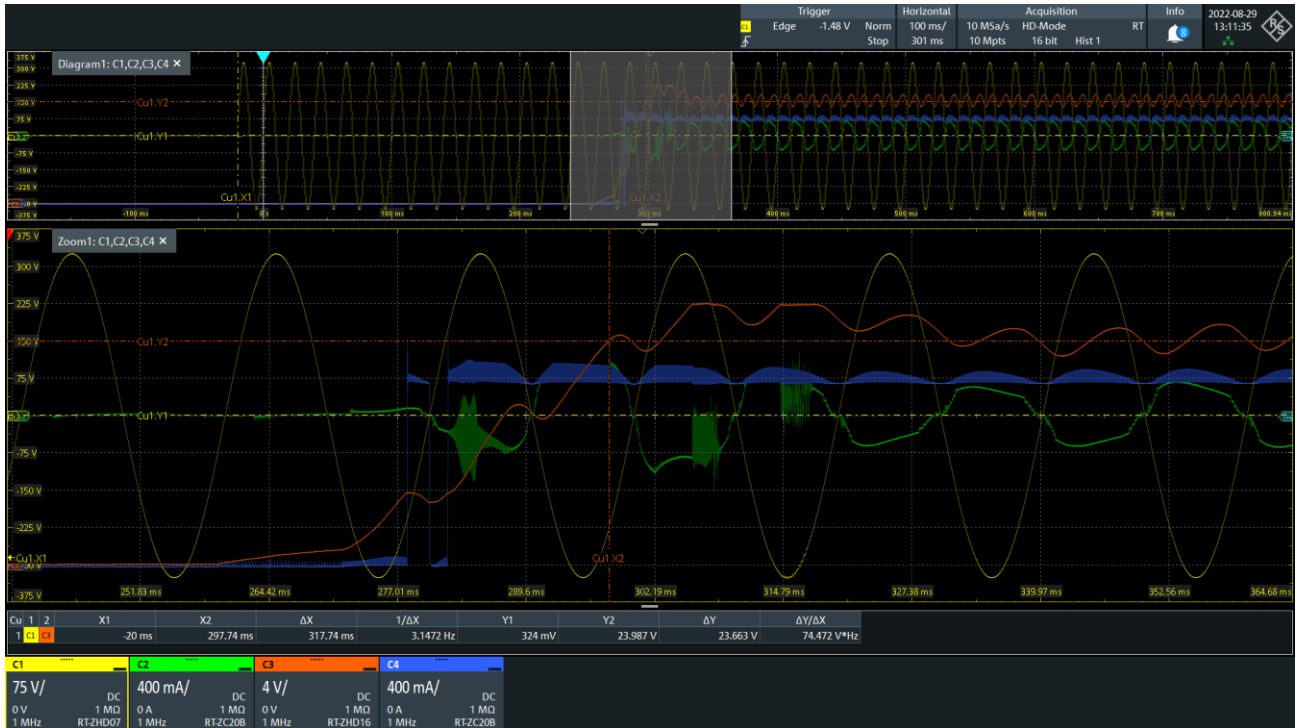 Trigger Horizontal Acquisition Info 2022-08-29
C1 Edge -1.48 V Norm 100 ms/ 10 MSa/s HD-Mode RT 8 13:11:35
Stop 301 ms 10 Mpts 16 bit Hist 1
Diagram1: C1,C2,C3,C4 ×
375 V
300 V
225 V
150 V
75 V
-75 V
-150 V
-225 V
-375 V
Cu1.Y2
Cu1.Y1
Cu1.X1 Cu1.X2
-100 ms 0 s 100 ms 200 ms 300 ms 400 ms 500 ms 600 ms 700 ms 800.94 ms
Zoom1: C1,C2,C3,C4 ×
375 V
300 V
225 V
150 V
75 V
-75 V
-150 V
-225 V
-375 V
Cu1.Y2
Cu1.Y1
Cu1.X1 Cu1.X2
251.83 ms 264.42 ms 277.01 ms 289.6 ms 302.19 ms 314.79 ms 327.38 ms 339.97 ms 352.56 ms 364.68 ms
Cu 1 2 X1 X2 ΔX 1/ΔX Y1 Y2 ΔY ΔY/ΔX
1 C1 C3 -20 ms 297.74 ms 317.74 ms 3.1472 Hz 324 mV 23.987 V 23.663 V 74.472 V*Hz
C1 C2 C3 C4
75 V/ DC 400 mA/ DC 4 V/ DC 400 mA/ DC
0 V 1 MΩ 0 A 1 MΩ 0 V 1 MΩ 0 A 1 MΩ
1 MHz RT-ZHD07 1 MHz RT-ZC20B 1 MHz RT-ZHD16 1 MHz RT-ZC20B